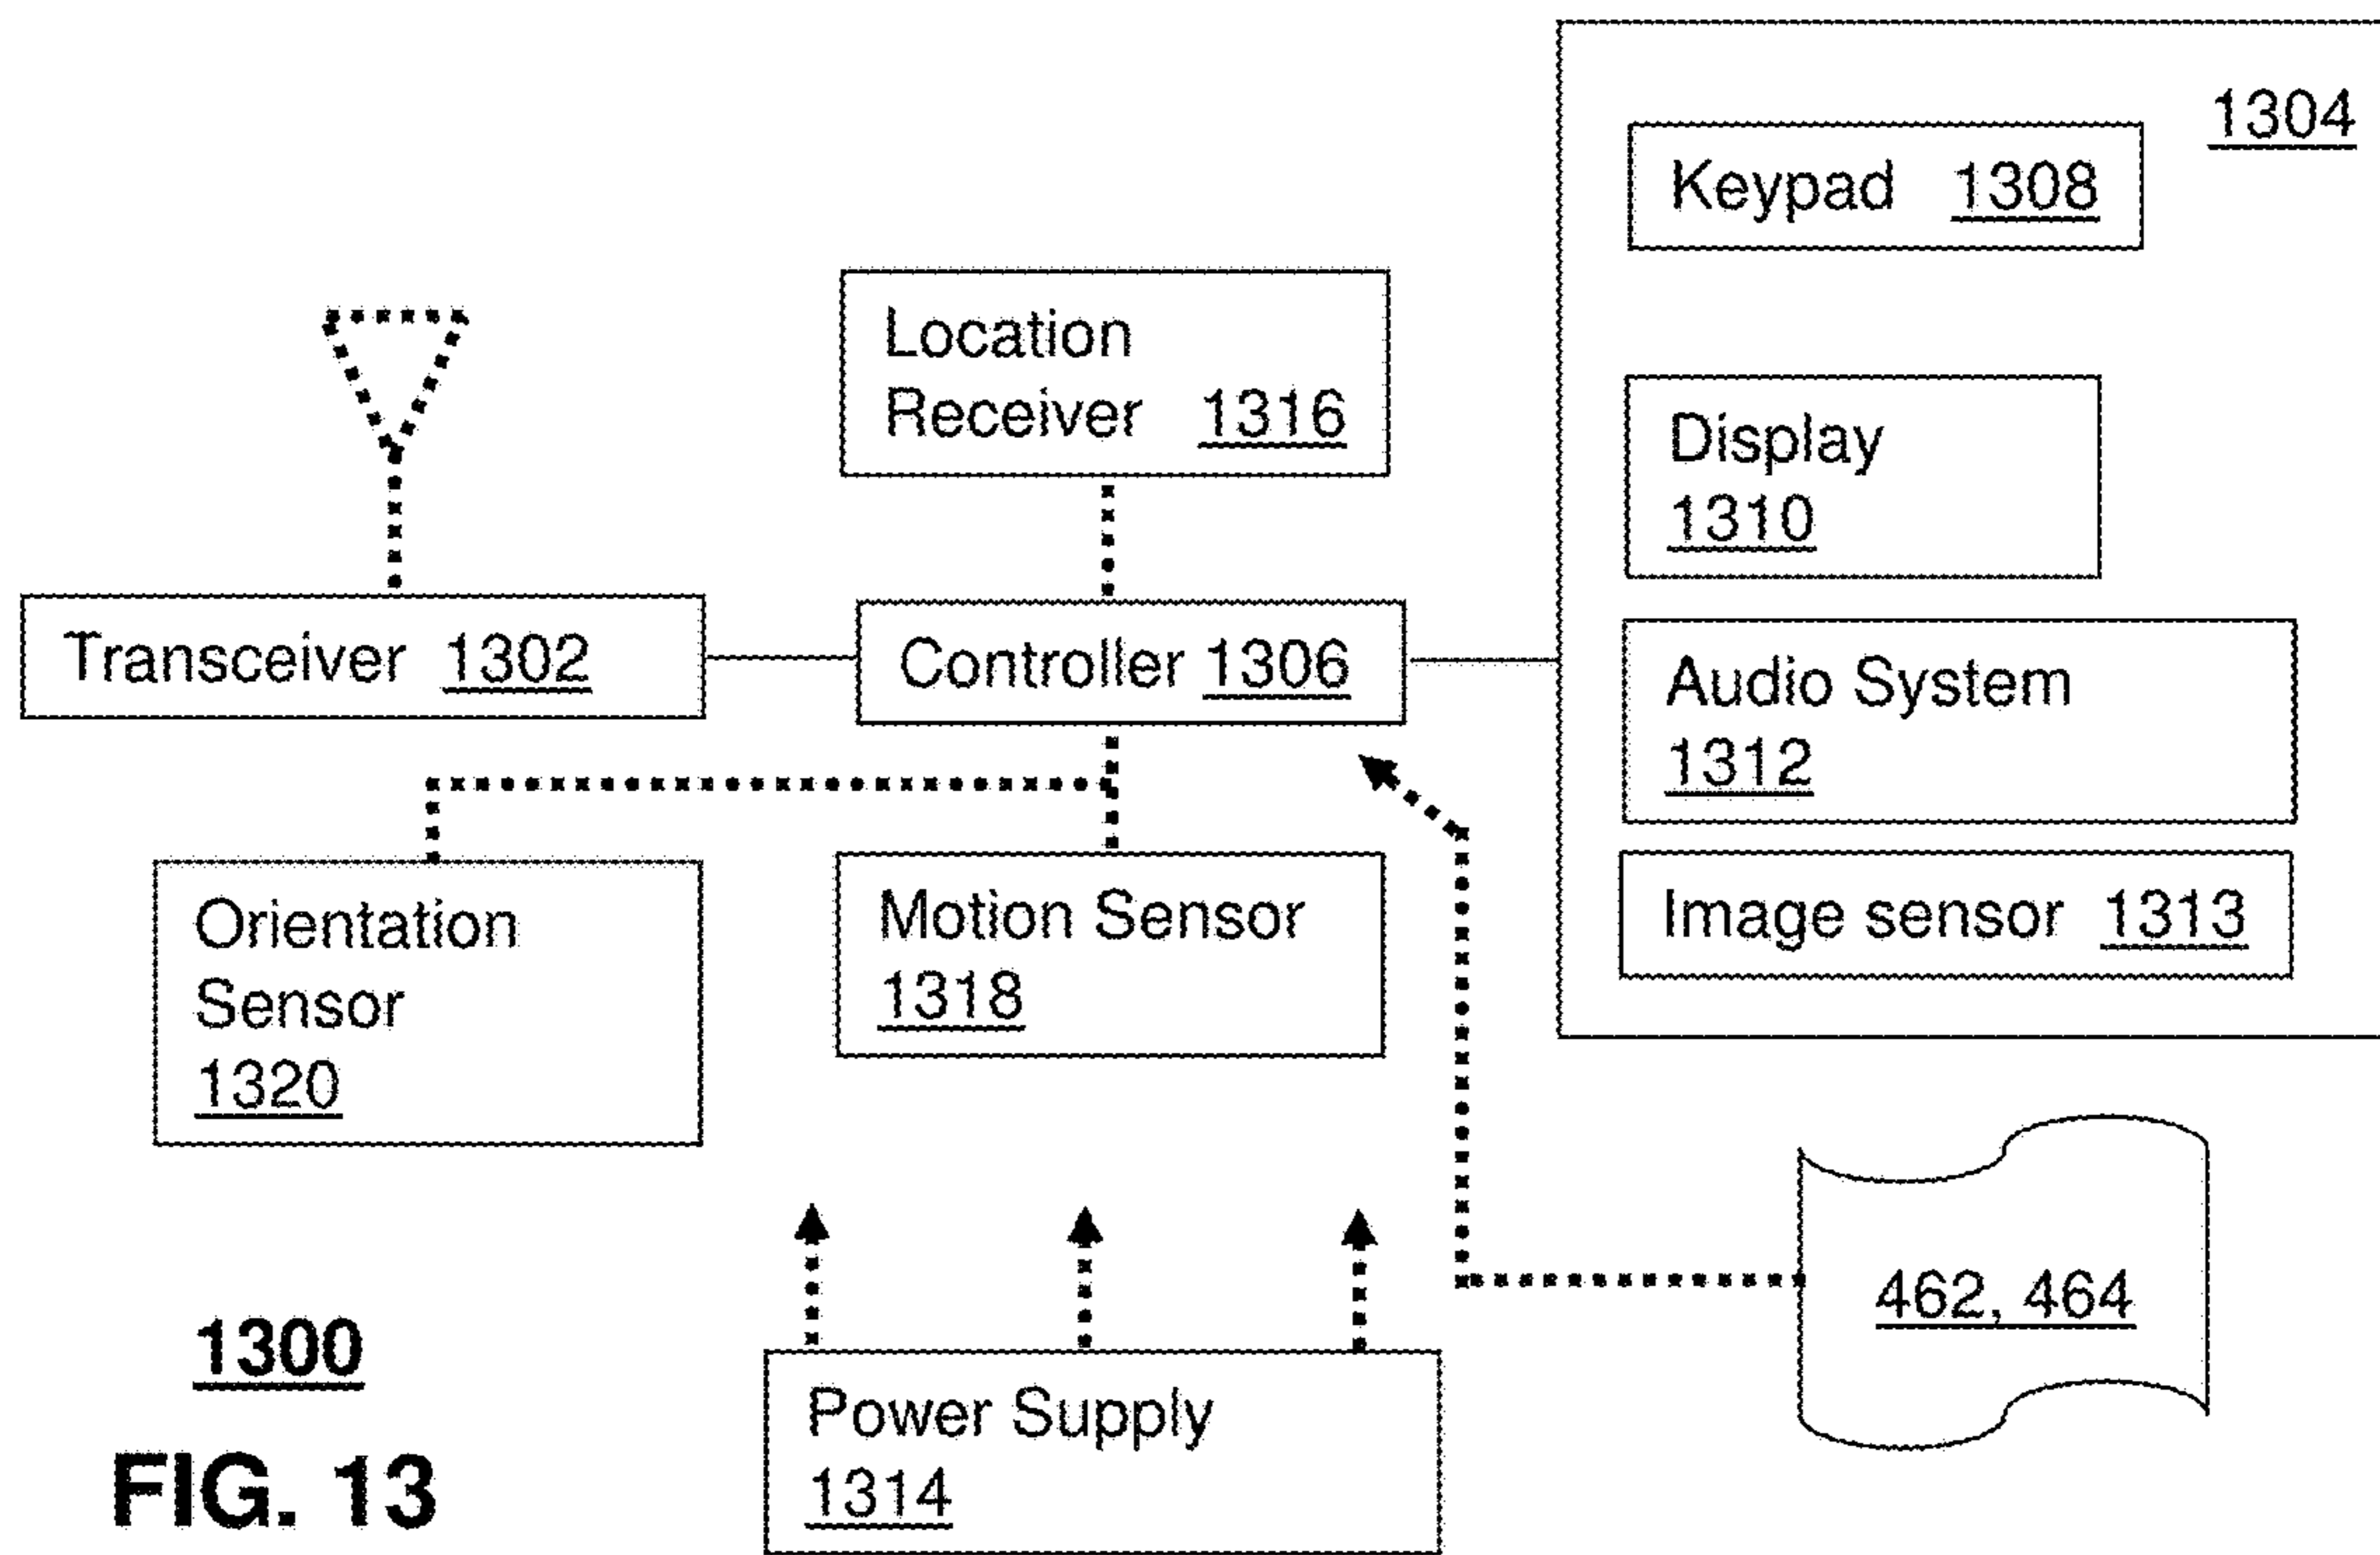 1304
Keypad 1308
Location
Receiver 1316
Display
1310
Transceiver 1302
Controller 1306
Audio System
1312
Orientation
Sensor
1320
Motion Sensor
1318
Image sensor 1313
462, 464
1300
Power Supply
1314
FIG. 13